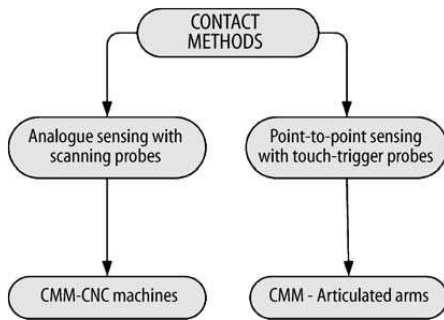 CONTACT
METHODS
Analogue sensing with
scanning probes
Point-to-point sensing
with touch-trigger probes
CMM-CNC machines
CMM - Articulated arms